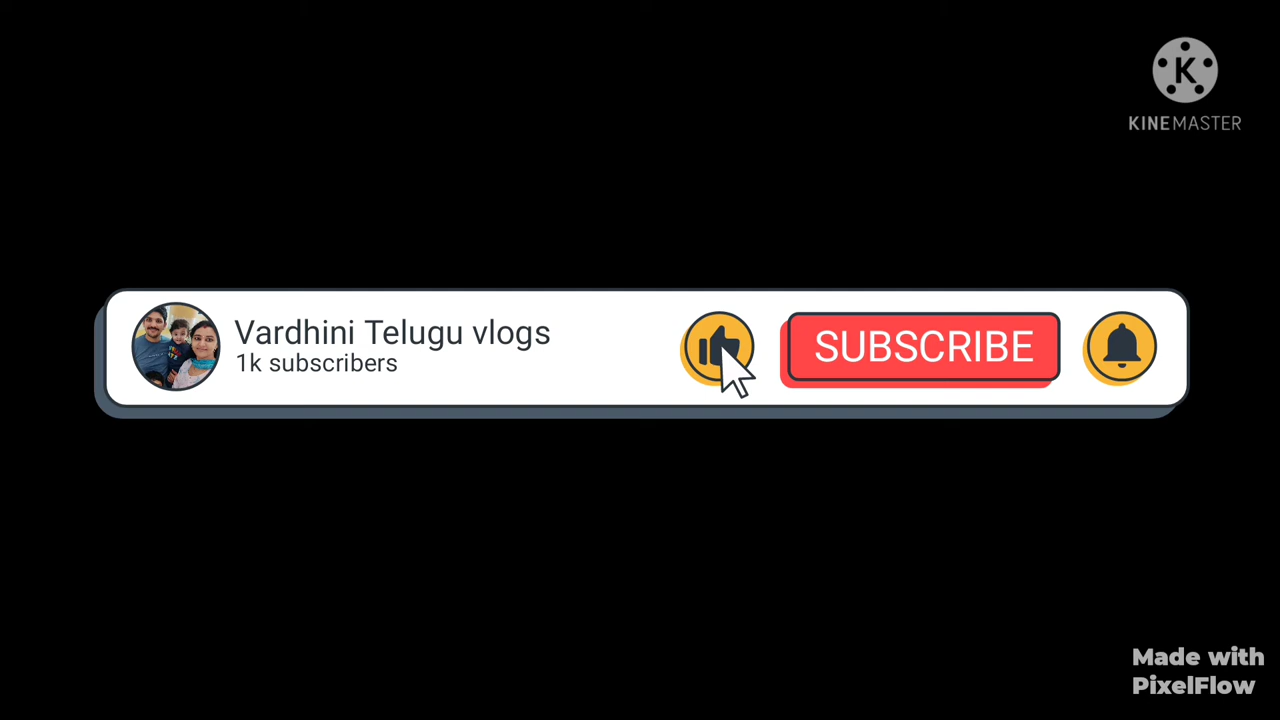 K
KINEMASTER
Vardhini Telugu vlogs
1k subscribers
SUBSCRIBE
Made with
PixelFlow